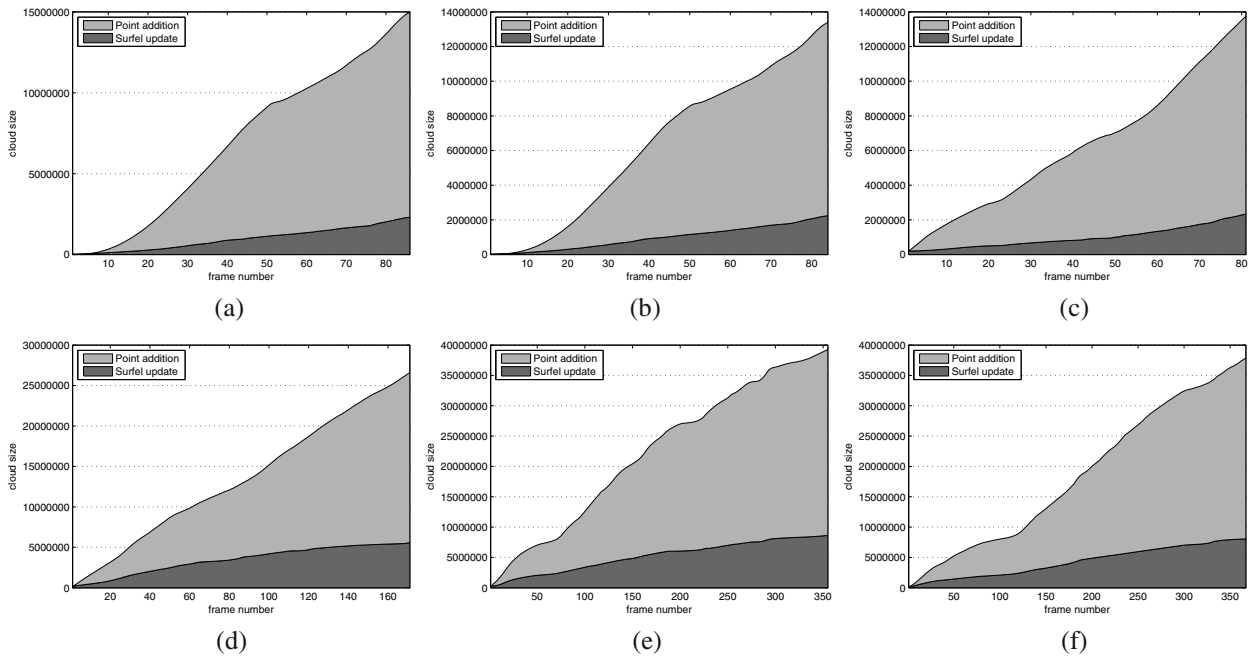 15000000
10000000
5000000
0
cloud size
Point addition
Surfel update
10 20 30 40 50 60 70 80
frame number
(a)
14000000
12000000
10000000
8000000
6000000
4000000
2000000
0
cloud size
Point addition
Surfel update
10 20 30 40 50 60 70 80
frame number
(b)
14000000
12000000
10000000
8000000
6000000
4000000
2000000
0
cloud size
Point addition
Surfel update
10 20 30 40 50 60 70 80
frame number
(c)
30000000
25000000
20000000
15000000
10000000
5000000
0
cloud size
Point addition
Surfel update
20 40 60 80 100 120 140 160
frame number
(d)
40000000
35000000
30000000
25000000
20000000
15000000
10000000
5000000
0
cloud size
Point addition
Surfel update
50 100 150 200 250 300 350
frame number
(e)
40000000
35000000
30000000
25000000
20000000
15000000
10000000
5000000
0
cloud size
Point addition
Surfel update
50 100 150 200 250 300 350
frame number
(f)